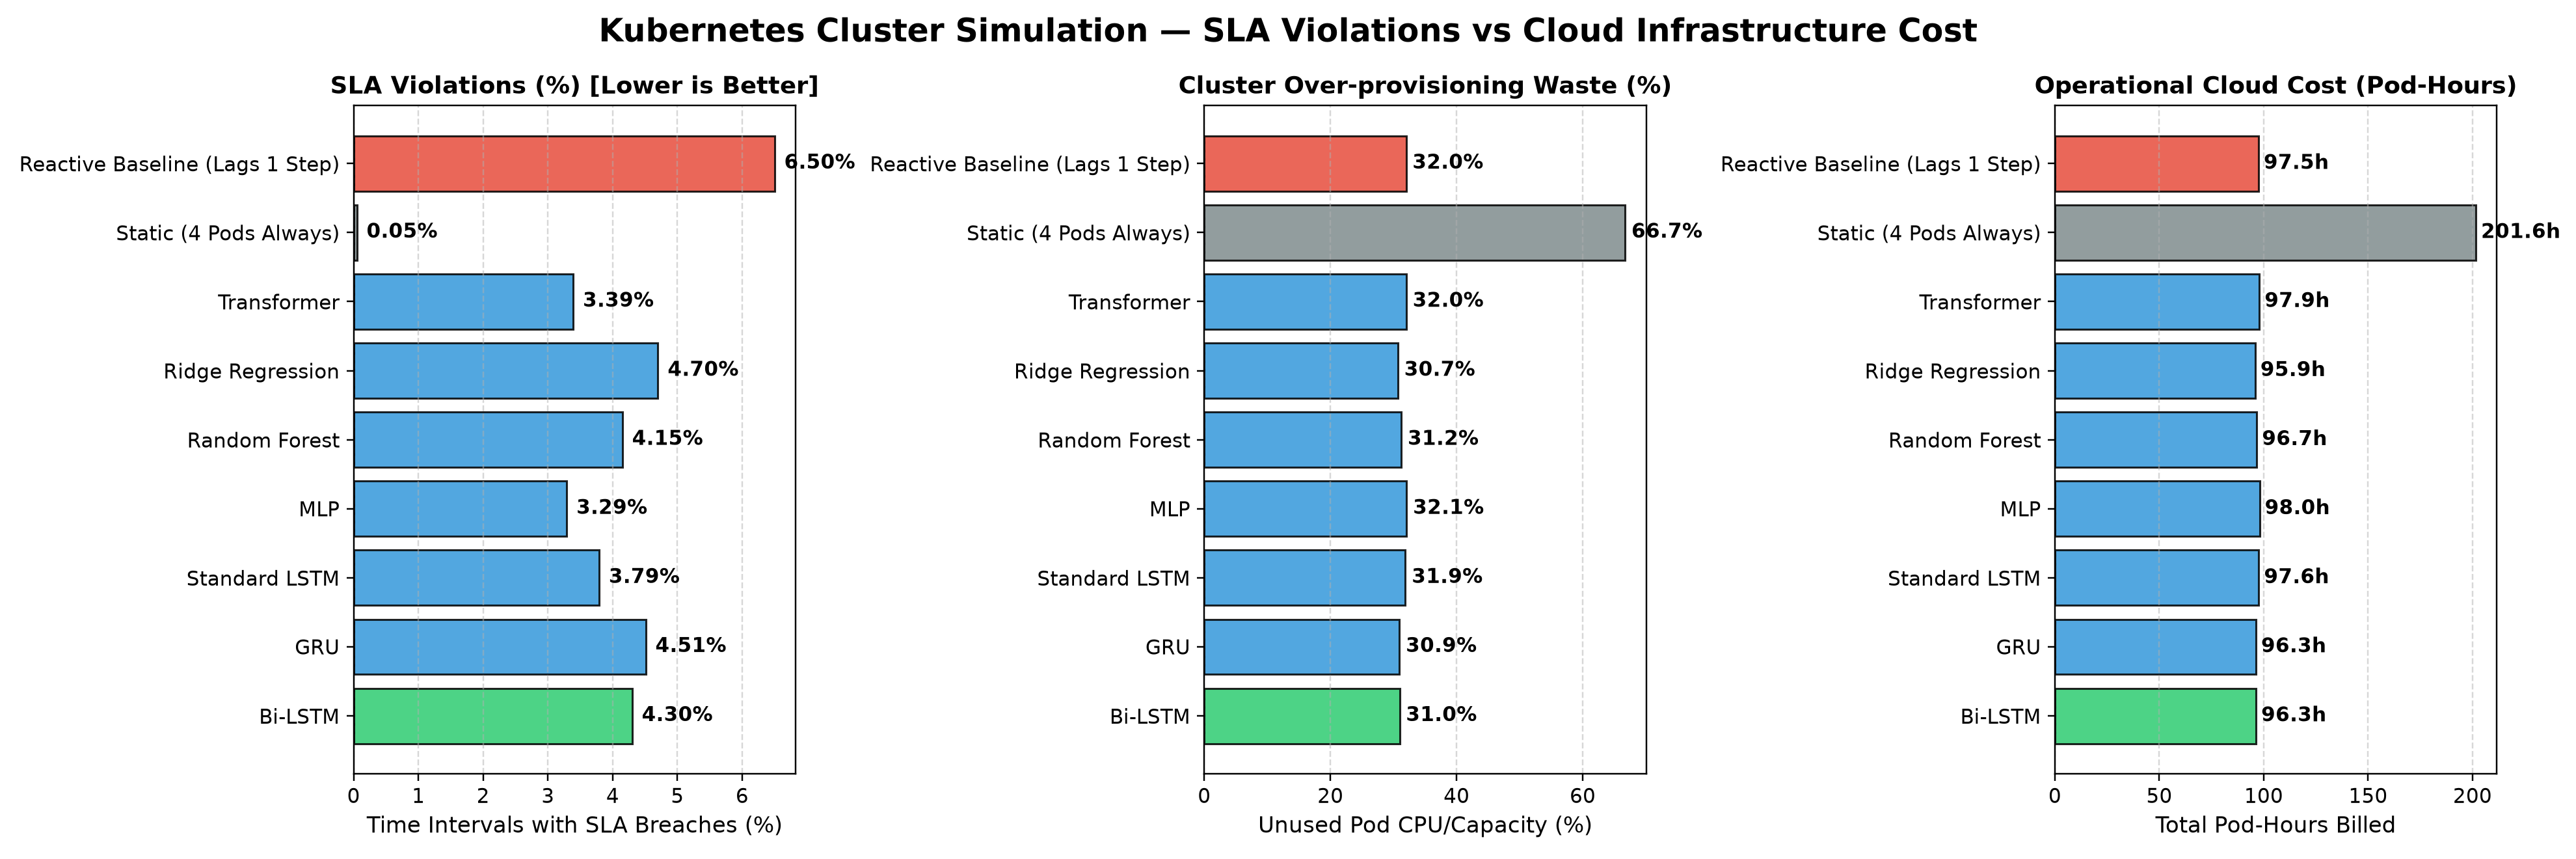 Kubernetes Cluster Simulation — SLA Violations vs Cloud Infrastructure Cost
SLA Violations (%) [Lower is Better]
Reactive Baseline (Lags 1 Step)
6.50%
Static (4 Pods Always)
0.05%
Transformer
3.39%
Ridge Regression
4.70%
Random Forest
4.15%
MLP
3.29%
Standard LSTM
3.79%
GRU
4.51%
Bi-LSTM
4.30%
0 1 2 3 4 5 6
Time Intervals with SLA Breaches (%)
Cluster Over-provisioning Waste (%)
Reactive Baseline (Lags 1 Step)
32.0%
Static (4 Pods Always)
66.7%
Transformer
32.0%
Ridge Regression
30.7%
Random Forest
31.2%
MLP
32.1%
Standard LSTM
31.9%
GRU
30.9%
Bi-LSTM
31.0%
0 20 40 60
Unused Pod CPU/Capacity (%)
Operational Cloud Cost (Pod-Hours)
Reactive Baseline (Lags 1 Step)
97.5h
Static (4 Pods Always)
201.6h
Transformer
97.9h
Ridge Regression
95.9h
Random Forest
96.7h
MLP
98.0h
Standard LSTM
97.6h
GRU
96.3h
Bi-LSTM
96.3h
0 50 100 150 200
Total Pod-Hours Billed